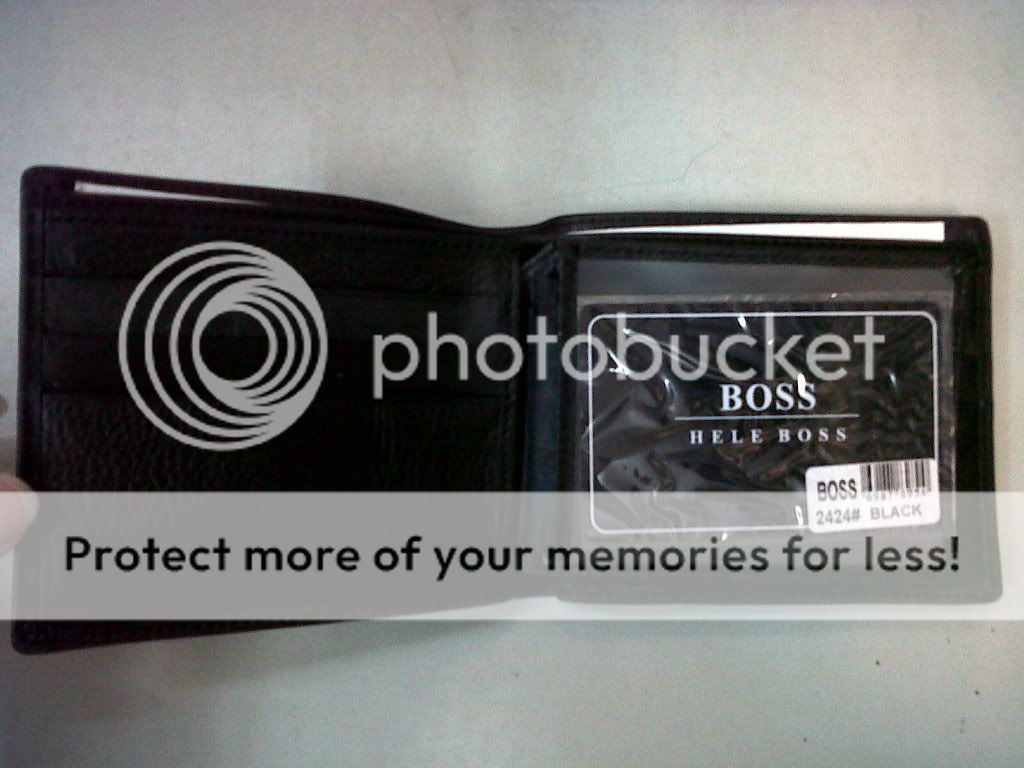 photobucket
BOSS
HELE BOSS
BOSS
2424# BLACK
Protect more of your memories for less!